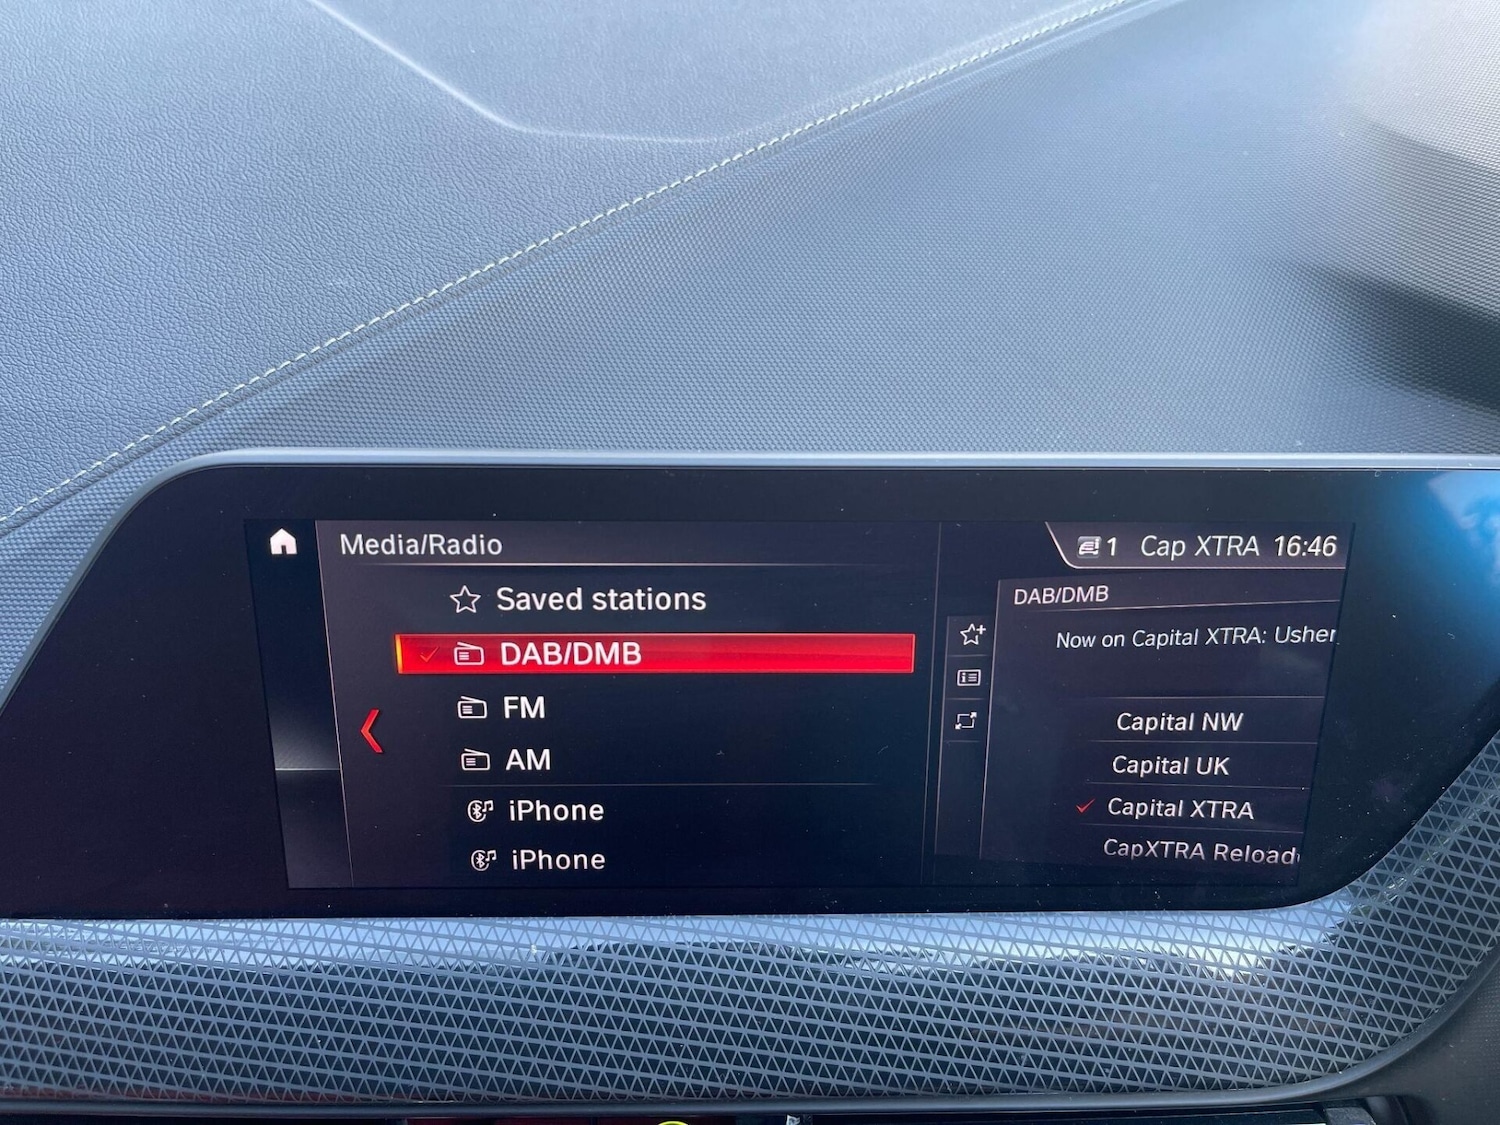 Media/Radio
Saved stations
DAB/DMB
FM
AM
iPhone
iPhone
1 Cap XTRA 16:46
DAB/DMB
Now on Capital XTRA: Usher
Capital NW
Capital UK
Capital XTRA
CapXTRA Reload